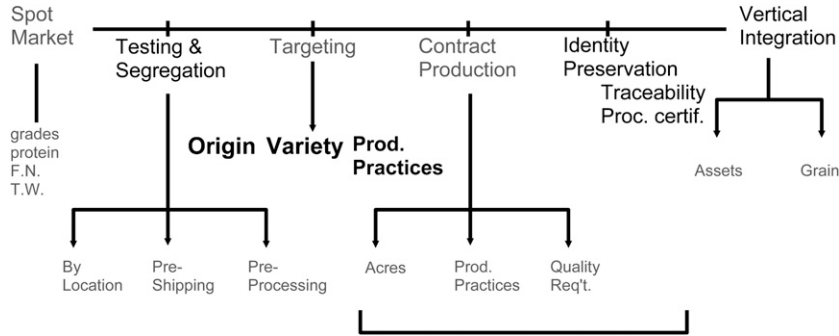 Spot
Market
Testing &
Segregation
Targeting
Contract
Production
Identity
Preservation
Traceability
Proc. certif.
Vertical
Integration
grades
protein
F.N.
T.W.
Origin Variety Prod.
Practices
Assets
Grain
By
Location
Pre-
Shipping
Pre-
Processing
Acres
Prod.
Practices
Quality
Req't.